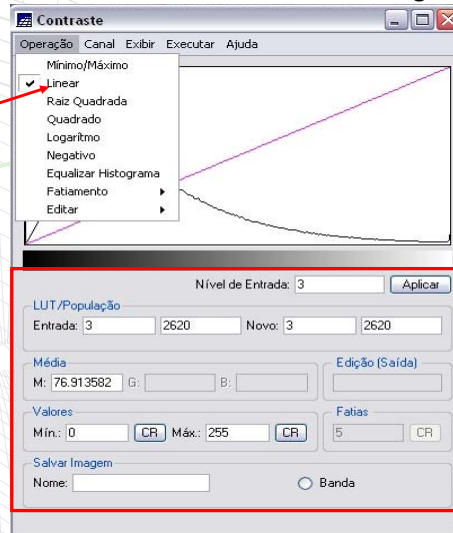 Contraste
Operação Canal Exibir Executar Ajuda
Mínimo/Máximo
Linear
Raiz Quadrada
Quadrado
Logarítmo
Negativo
Equalizar Histograma
Fatiamento
Editar
Nível de Entrada: 3 Aplicar
LUT/População
Entrada: 3 2620 Novo: 3 2620
Média Edição (Saída)
M: 76.913582 G: B:
Valores Fatias
Mín.: 0 CR Máx.: 255 CR 5 CR
Salvar Imagem
Nome: Banda